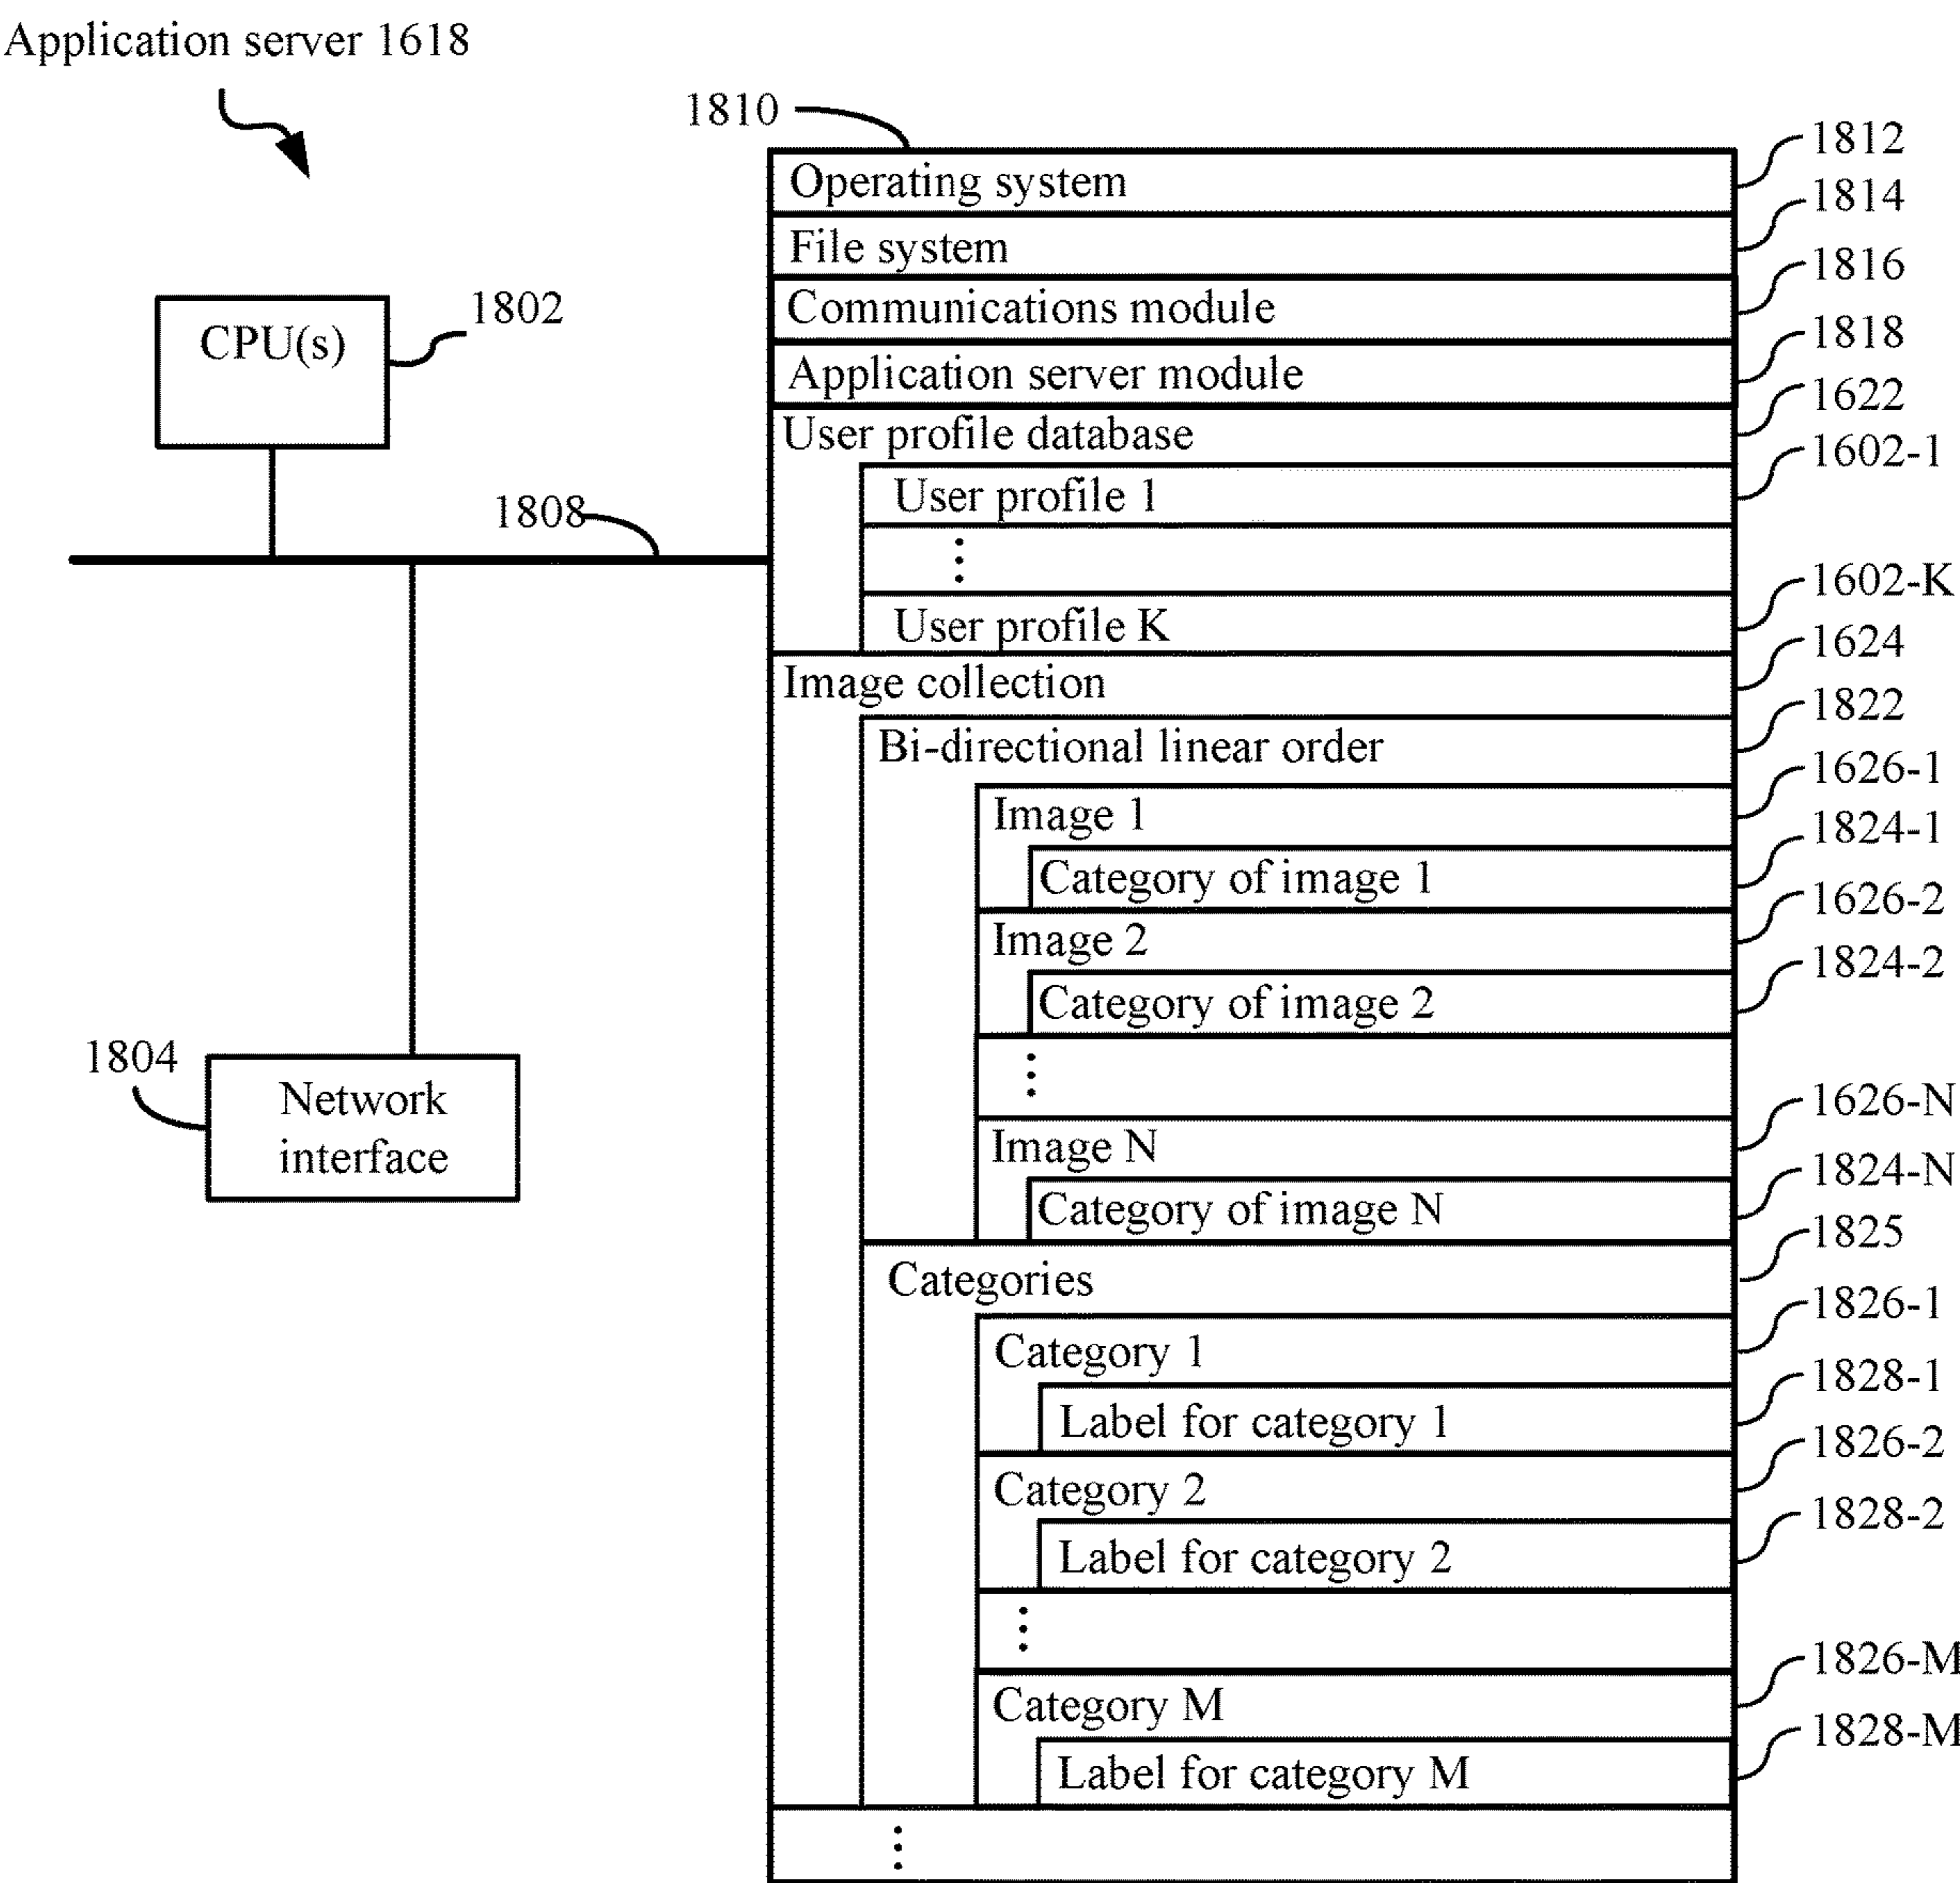 Application server 1618
1810
1812
Operating system
1814
File system
1816
Communications module
1818
Application server module
1622
User profile database
1602-1
User profile 1
⋮
1602-K
User profile K
1624
Image collection
1822
Bi-directional linear order
1626-1
Image 1
1824-1
Category of image 1
1626-2
Image 2
1824-2
Category of image 2
⋮
1626-N
Image N
1824-N
Category of image N
1825
Categories
1826-1
Category 1
1828-1
Label for category 1
1826-2
Category 2
1828-2
Label for category 2
⋮
1826-M
Category M
1828-M
Label for category M
⋮
CPU(s)
1802
1808
1804
Network
interface